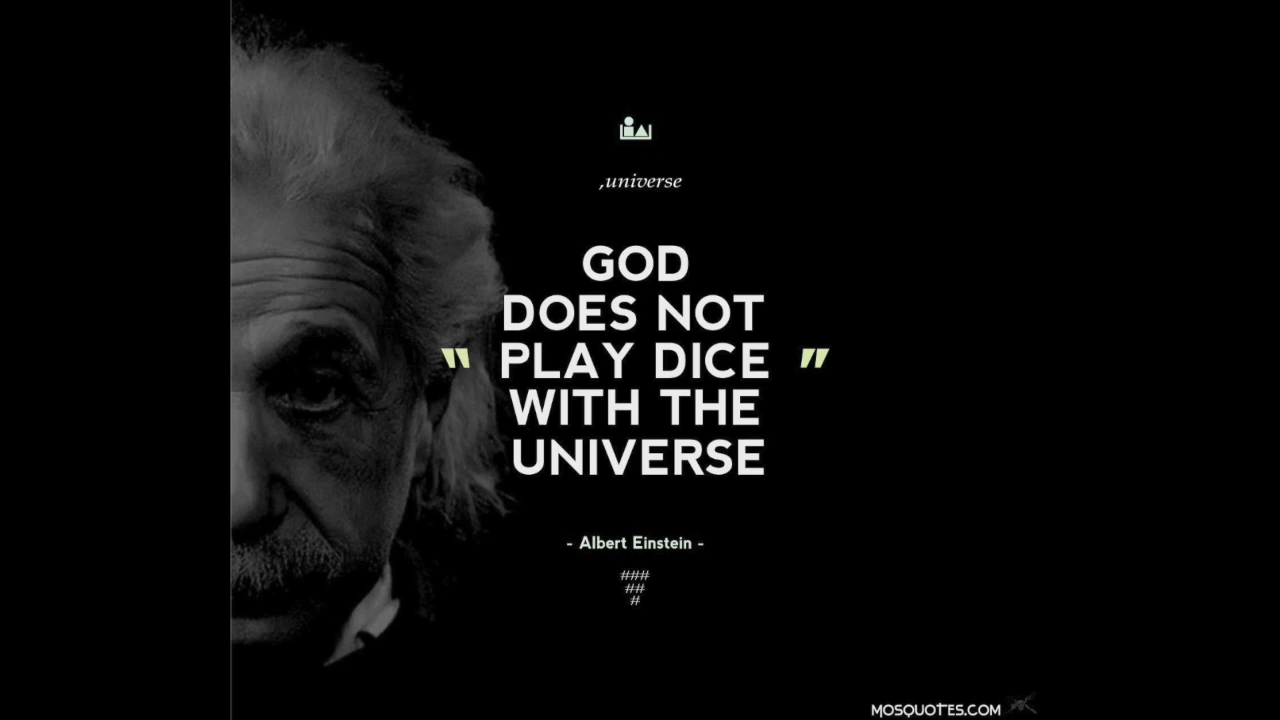 ,universe
GOD
DOES NOT
“ PLAY DICE ”
WITH THE
UNIVERSE
- Albert Einstein -
###
##
#
MOSQUOTES.COM